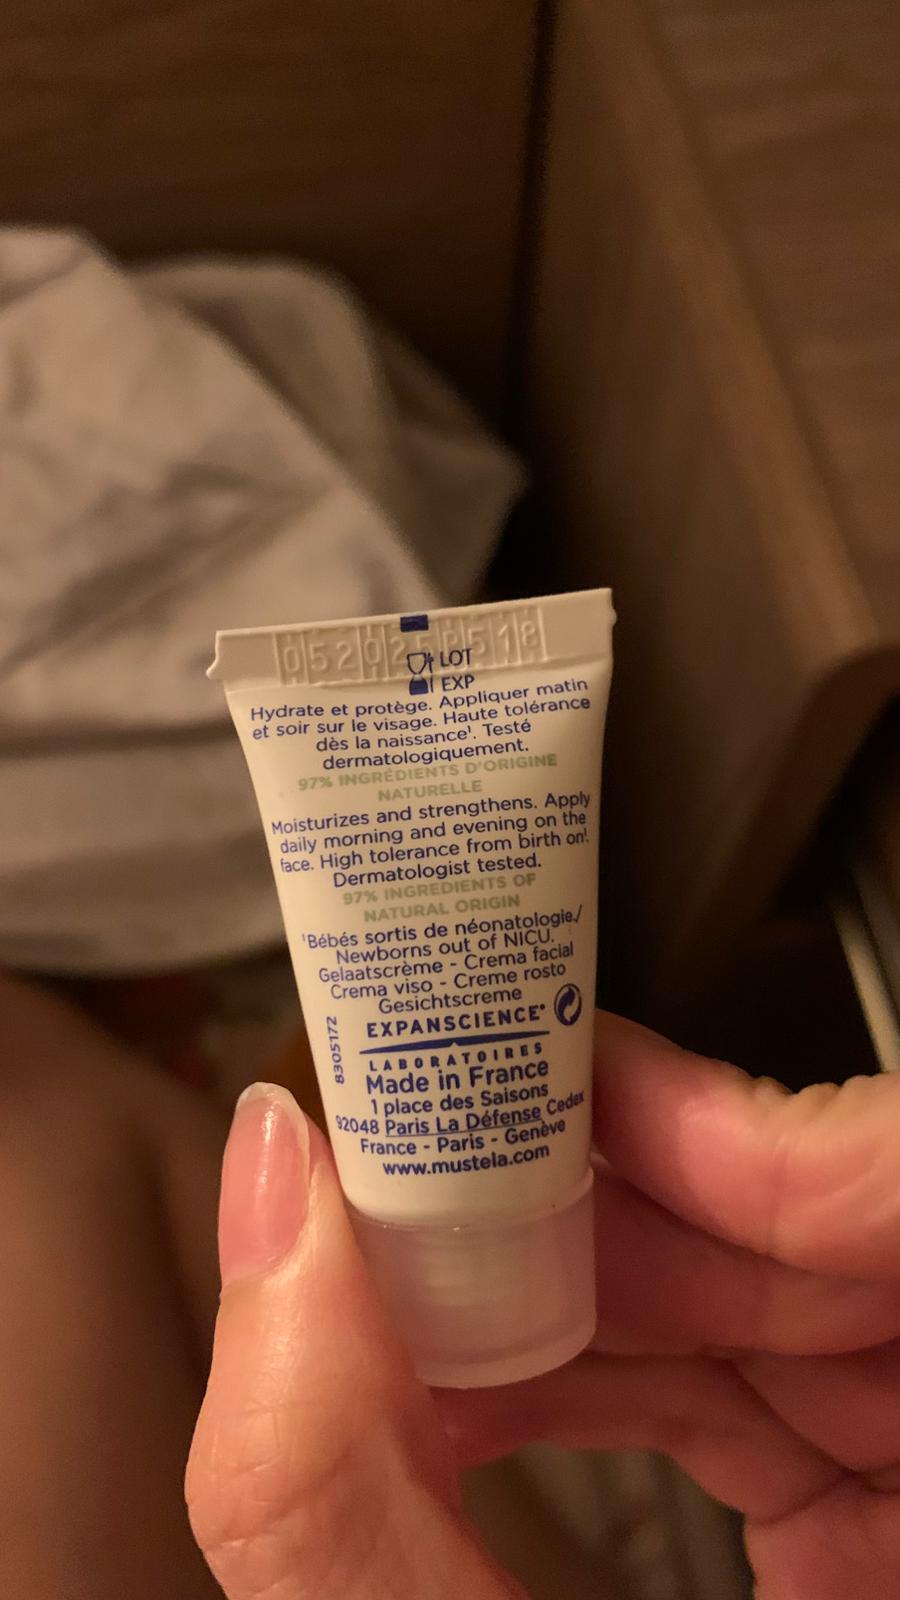 052025P518
LOT
EXP
Hydrate et protège. Appliquer matin
et soir sur le visage. Haute tolérance
dès la naissance¹. Testé
dermatologiquement.
97% INGRÉDIENTS D'ORIGINE
NATURELLE
Moisturizes and strengthens. Apply
daily morning and evening on the
face. High tolerance from birth on¹.
Dermatologist tested.
97% INGREDIENTS OF
NATURAL ORIGIN
¹Bébés sortis de néonatologie./
Newborns out of NICU.
Gelaatscrème - Crema facial
Crema viso - Creme rosto
Gesichtscreme
EXPANSCIENCE®
LABORATOIRES
8305172
Made in France
1 place des Saisons
92048 Paris La Défense Cedex
France - Paris - Genève
www.mustela.com